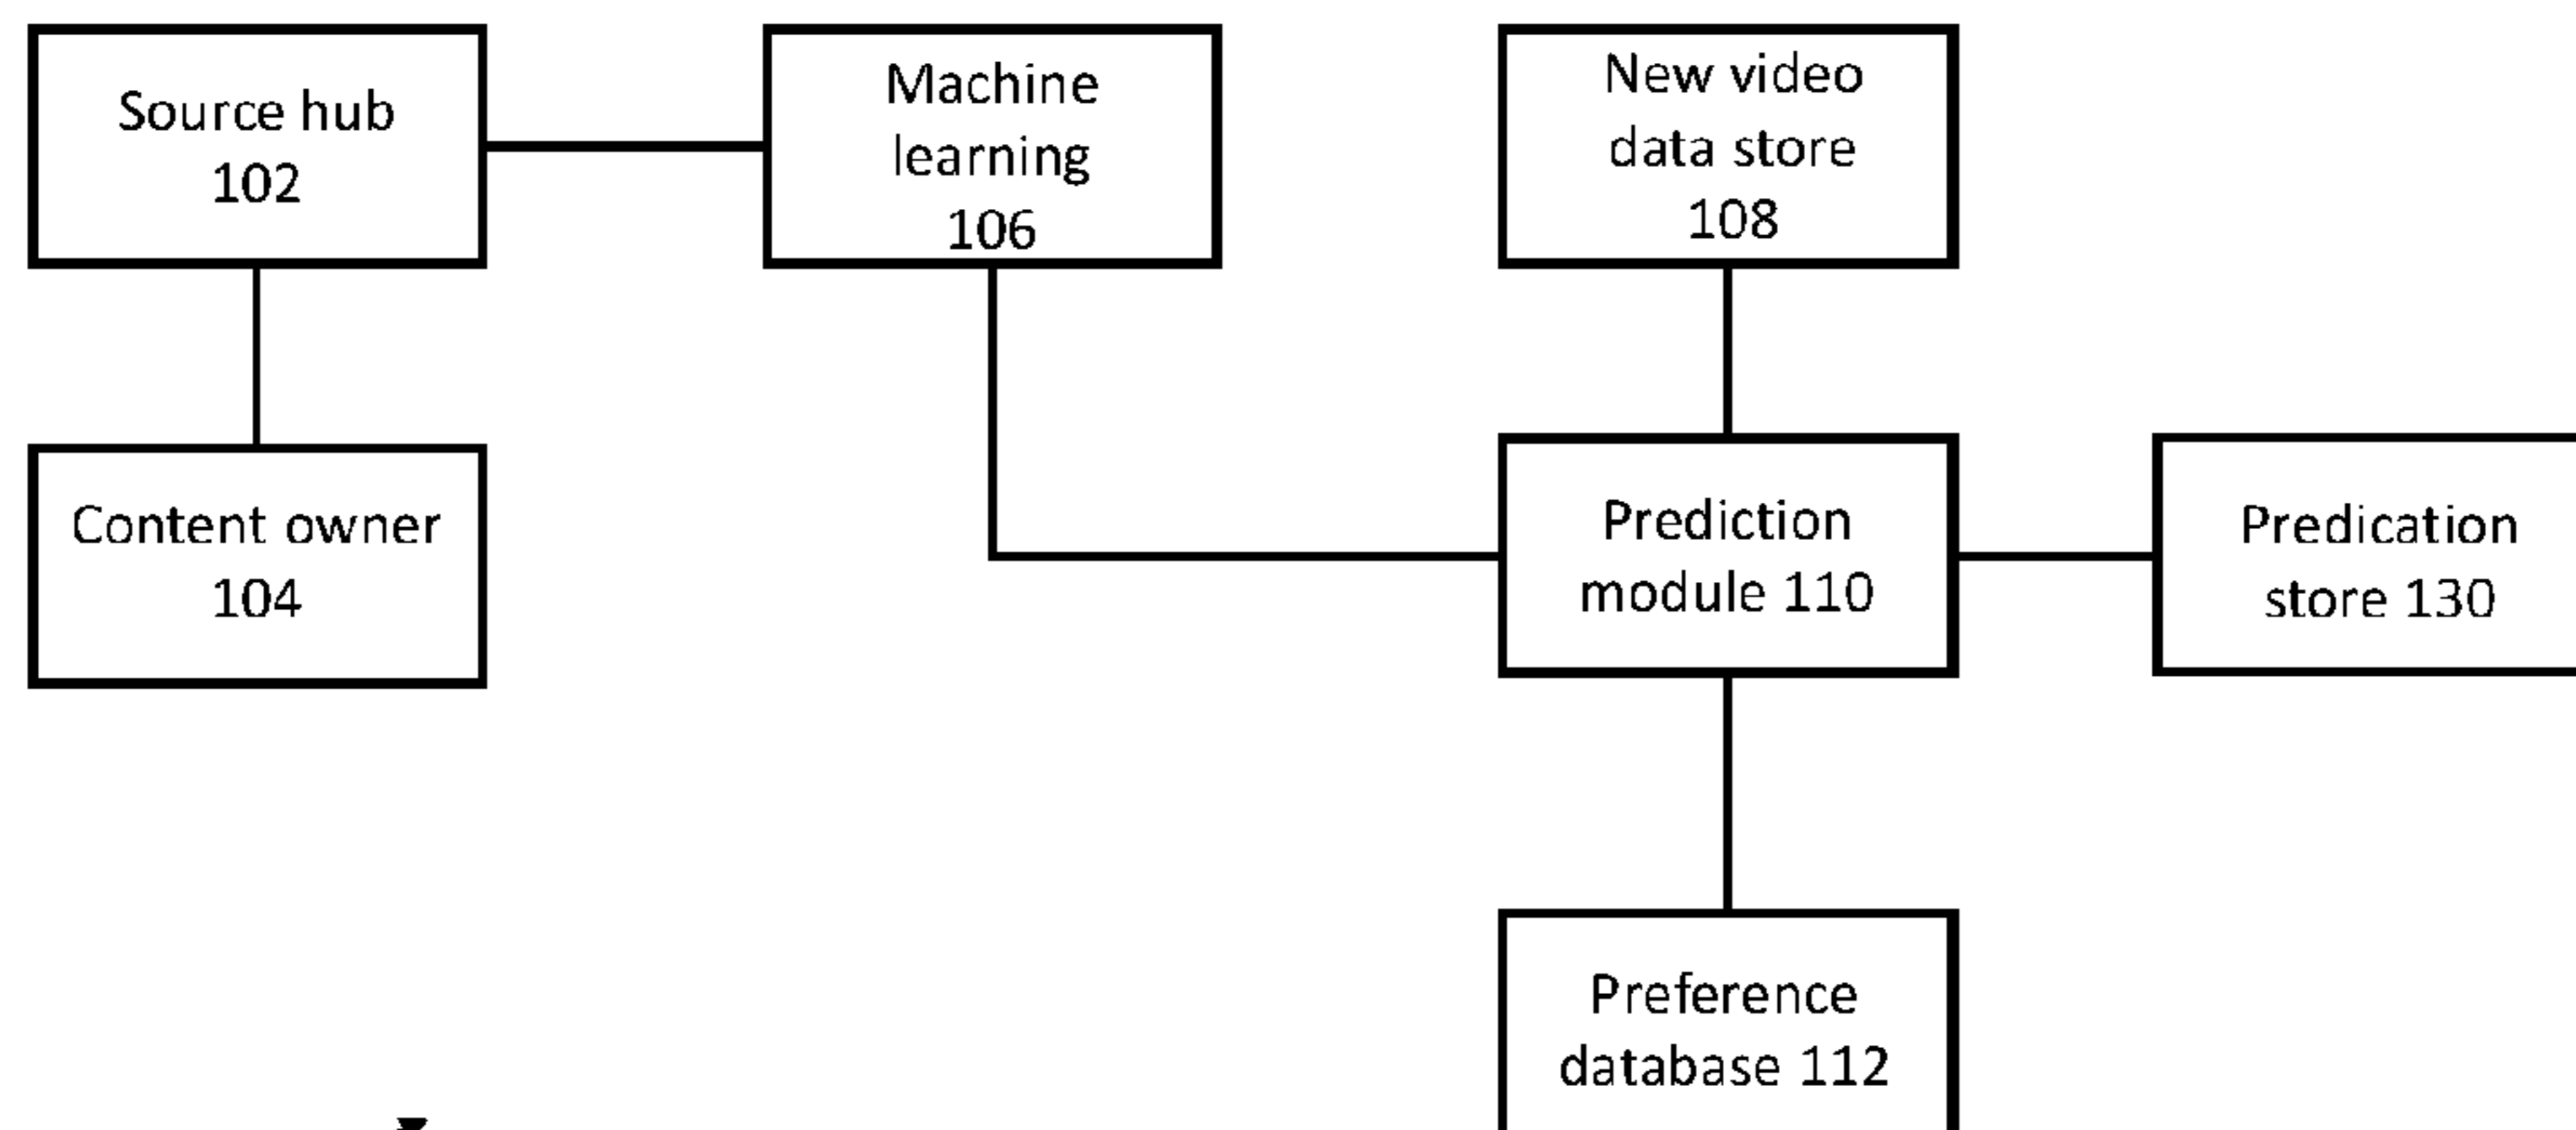 Source hub
102
Machine
learning
106
New video
data store
108
Content owner
104
Prediction
module 110
Predication
store 130
Preference
database 112